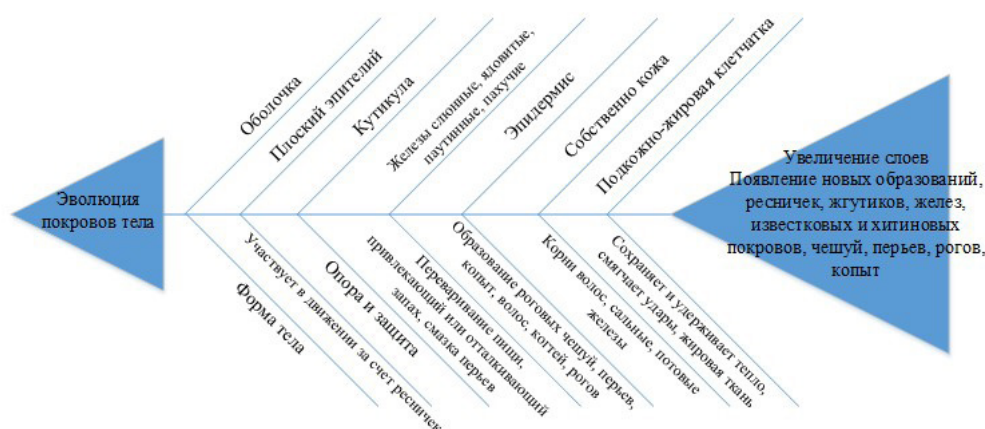 Эволюция
покровов тела
Оболочка
Плоский эпителий
Кутикула
Железы слюнные, ядовитые,
паутинные, пахучие
Эпидермис
Собственно кожа
Подкожно-жировая клетчатка
Форма тела
Участвует в движении за счет ресничек
Опора и защита
Переваривание пищи,
привлекающий или отталкивающий
запах, смазка перьев
Образование роговых чешуй, перьев,
копыт, волос, когтей, рогов
Корни волос, сальные, потовые
железы
Сохраняет и удерживает тепло,
смягчает удары, жировая ткань
Увеличение слоев
Появление новых образований,
ресничек, жгутиков, желез,
известковых и хитиновых
покровов, чешуй, перьев, рогов,
копыт